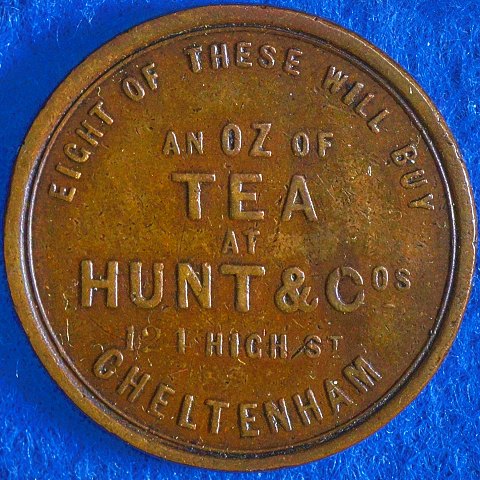 EIGHT OF THESE WILL BUY
AN OZ OF
TEA
AT
HUNT & COS
121 HIGH ST
CHELTENHAM